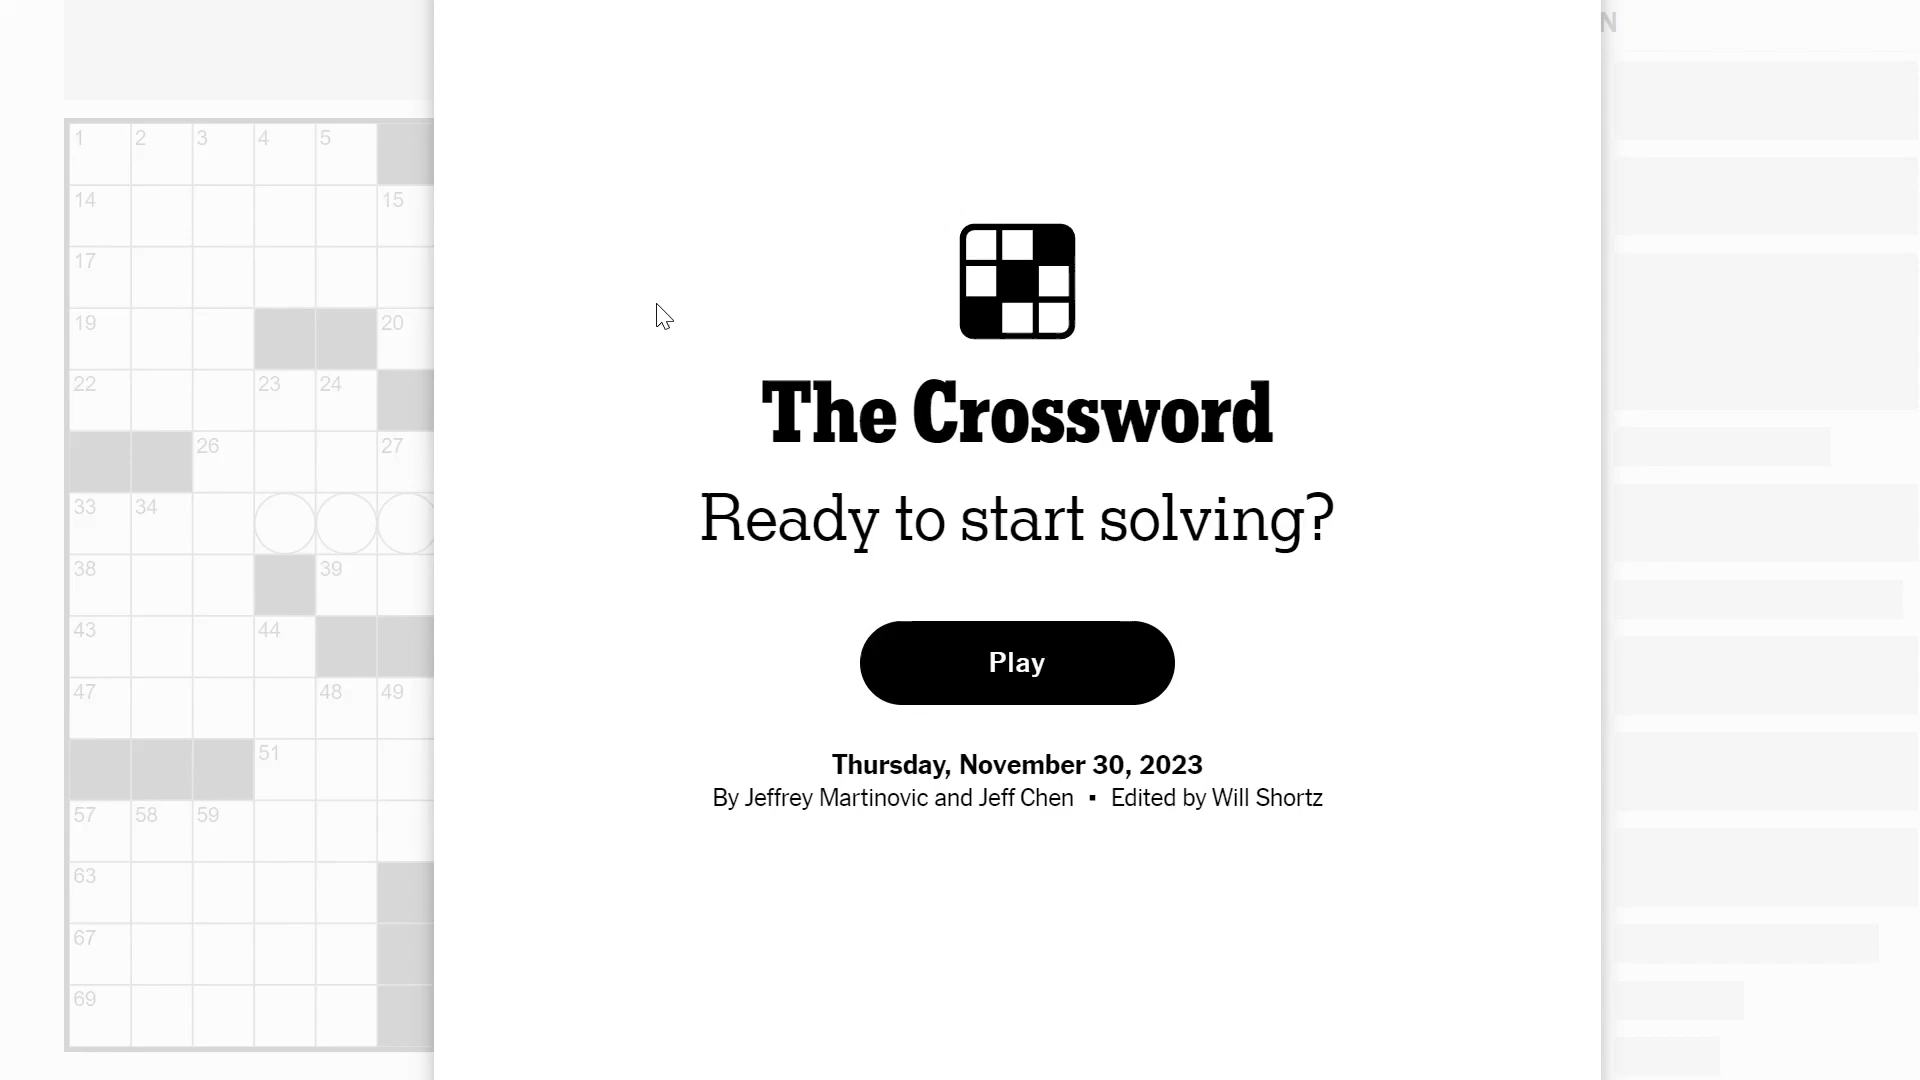 N
1 2 3 4 5
14 15
17
19 20
22 23 24
26 27
33 34
38 39
43 44
47 48 49
51
57 58 59
63
67
69
The Crossword
Ready to start solving?
Play
Thursday, November 30, 2023
By Jeffrey Martinovic and Jeff Chen ▪ Edited by Will Shortz